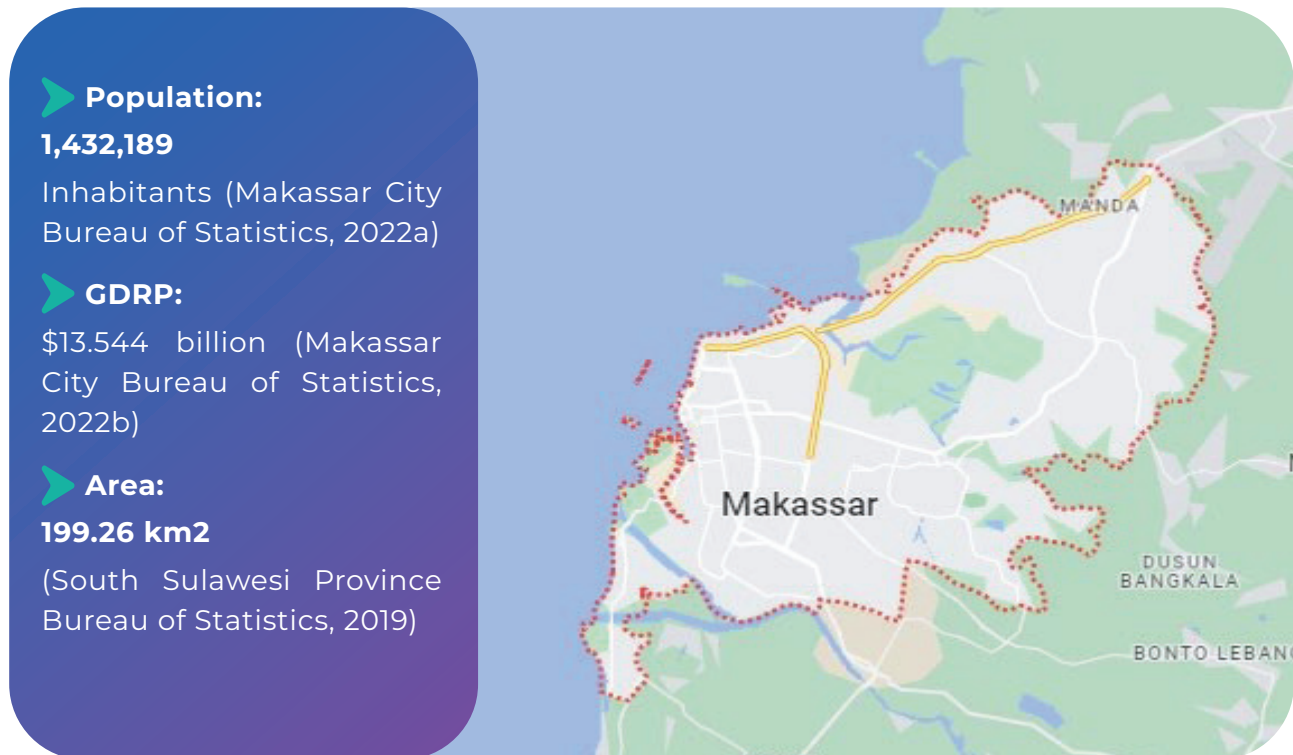 Population:
1,432,189
Inhabitants (Makassar City
Bureau of Statistics, 2022a)
GDRP:
$13.544 billion (Makassar
City Bureau of Statistics,
2022b)
Area:
199.26 km2
(South Sulawesi Province
Bureau of Statistics, 2019)
MANDA
Makassar
DUSUN
BANGKALA
BONTO LEBANG